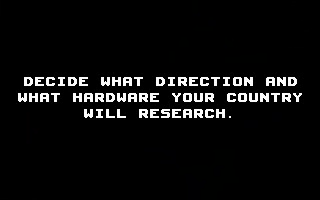 DECIDE WHAT DIRECTION AND
WHAT HARDWARE YOUR COUNTRY
WILL RESEARCH.